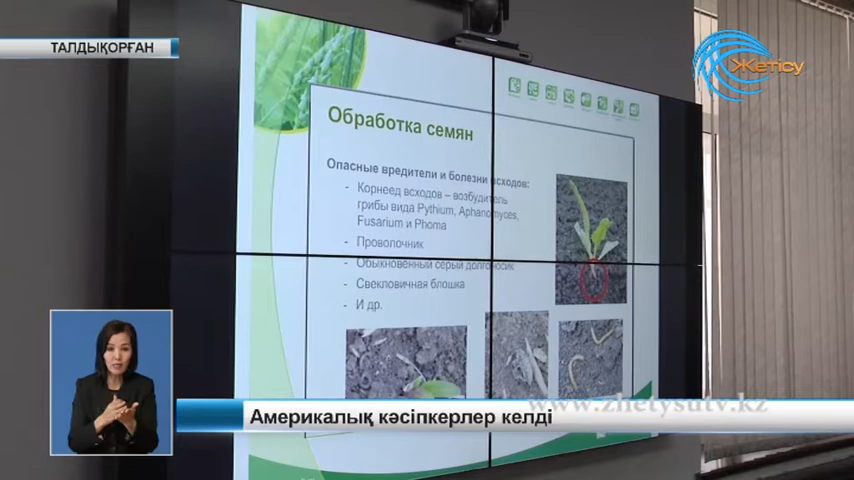 ТАЛДЫҚОРҒАН
Жетісу
Обработка семян
Опасные вредители и болезни всходов:
- Корнеед всходов – возбудитель
грибы вида Pythium, Aphanomyces,
Fusarium и Phoma
- Проволочник
- Обыкновенный серый долгоносик
- Свекловичная блошка
- И др.
www.zhetysutv.kz
Америкалық кәсіпкерлер келді